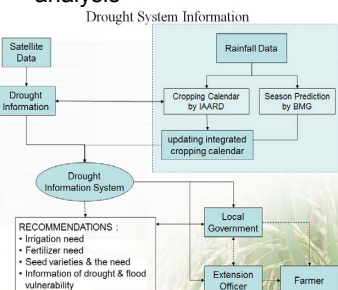 analysis
Drought System Information
Satellite
Data
Rainfall Data
Drought
Information
Cropping Calendar
by IAARD
Season Prediction
by BMG
updating integrated
cropping calendar
Drought
Information System
RECOMMENDATIONS :
• Irrigation need
• Fertilizer need
• Seed varieties & the need
• Information of drought & flood
vulnerability
Local
Government
Extension
Officer
Farmer